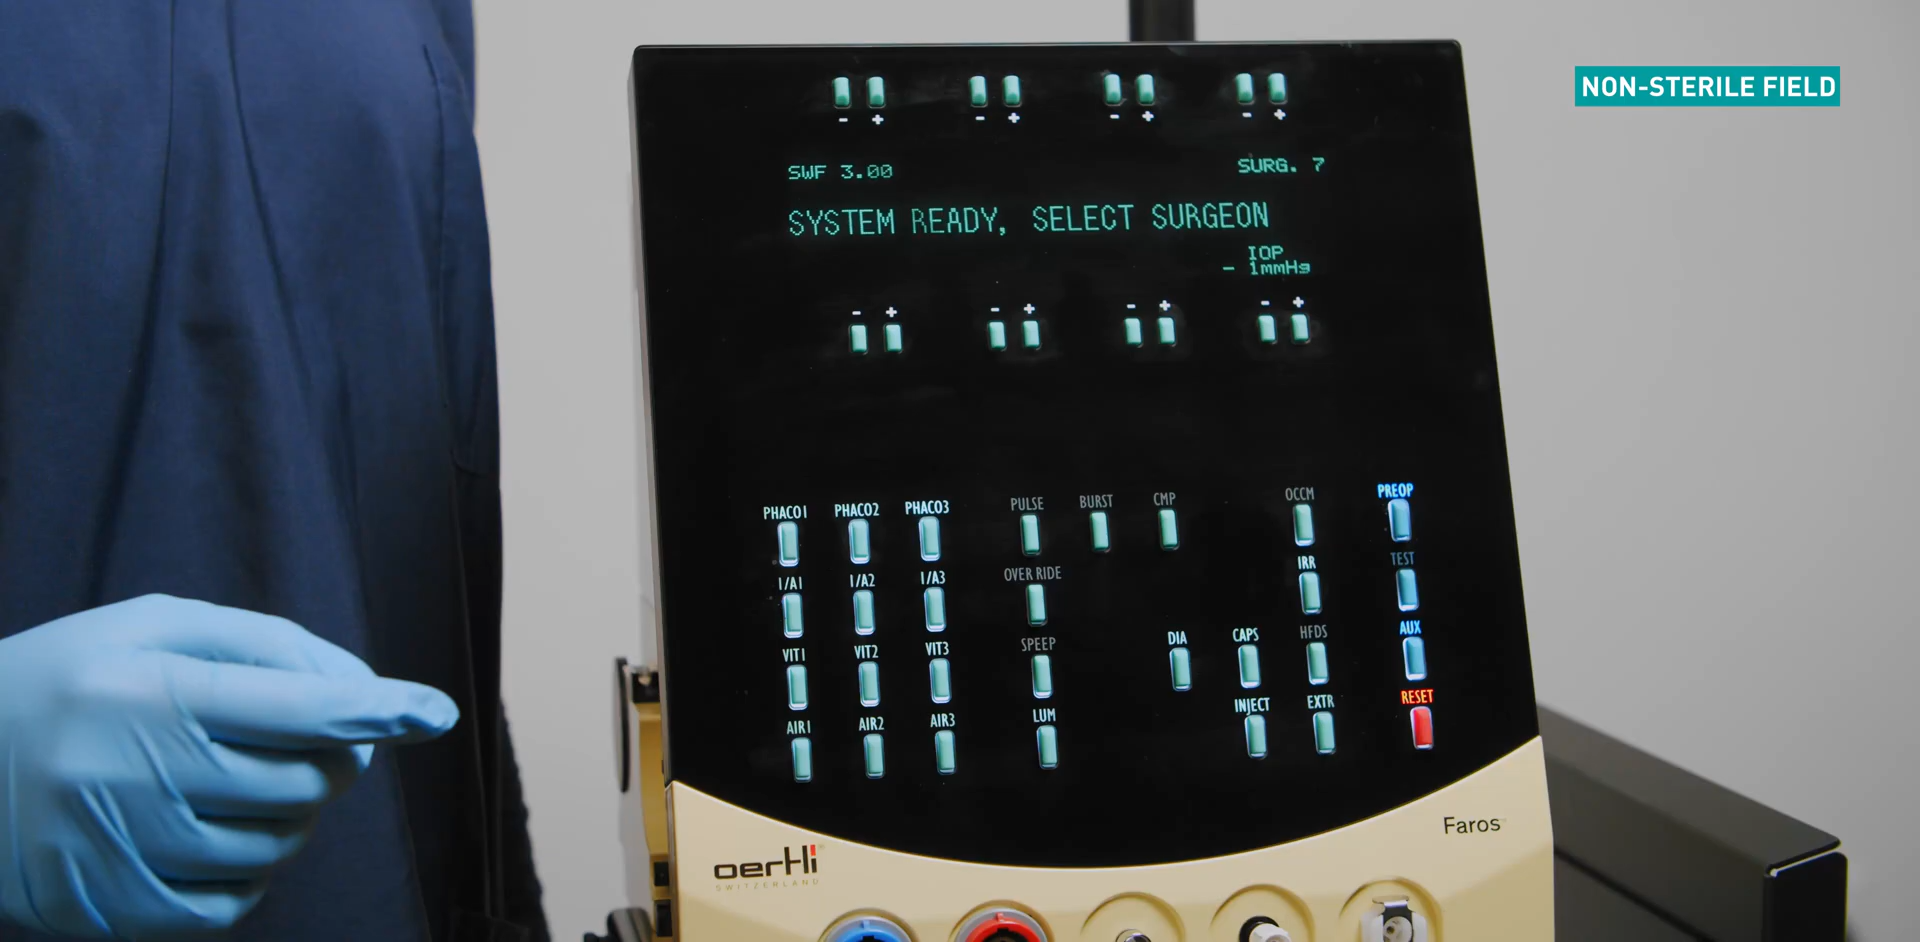 NON-STERILE FIELD
- + - + - + - +
SWF 3.00 SURG. 7
SYSTEM READY, SELECT SURGEON
IOP
- 1mmHg
- + - + - + - +
PHACO1 PHACO2 PHACO3 PULSE BURST CMP OCCM PREOP
I/A1 I/A2 I/A3 OVER RIDE IRR TEST
VIT1 VIT2 VIT3 SPEEP DIA CAPS HFDS AUX
AIR1 AIR2 AIR3 LUM INJECT EXTR RESET
Faros
oertli
SWITZERLAND